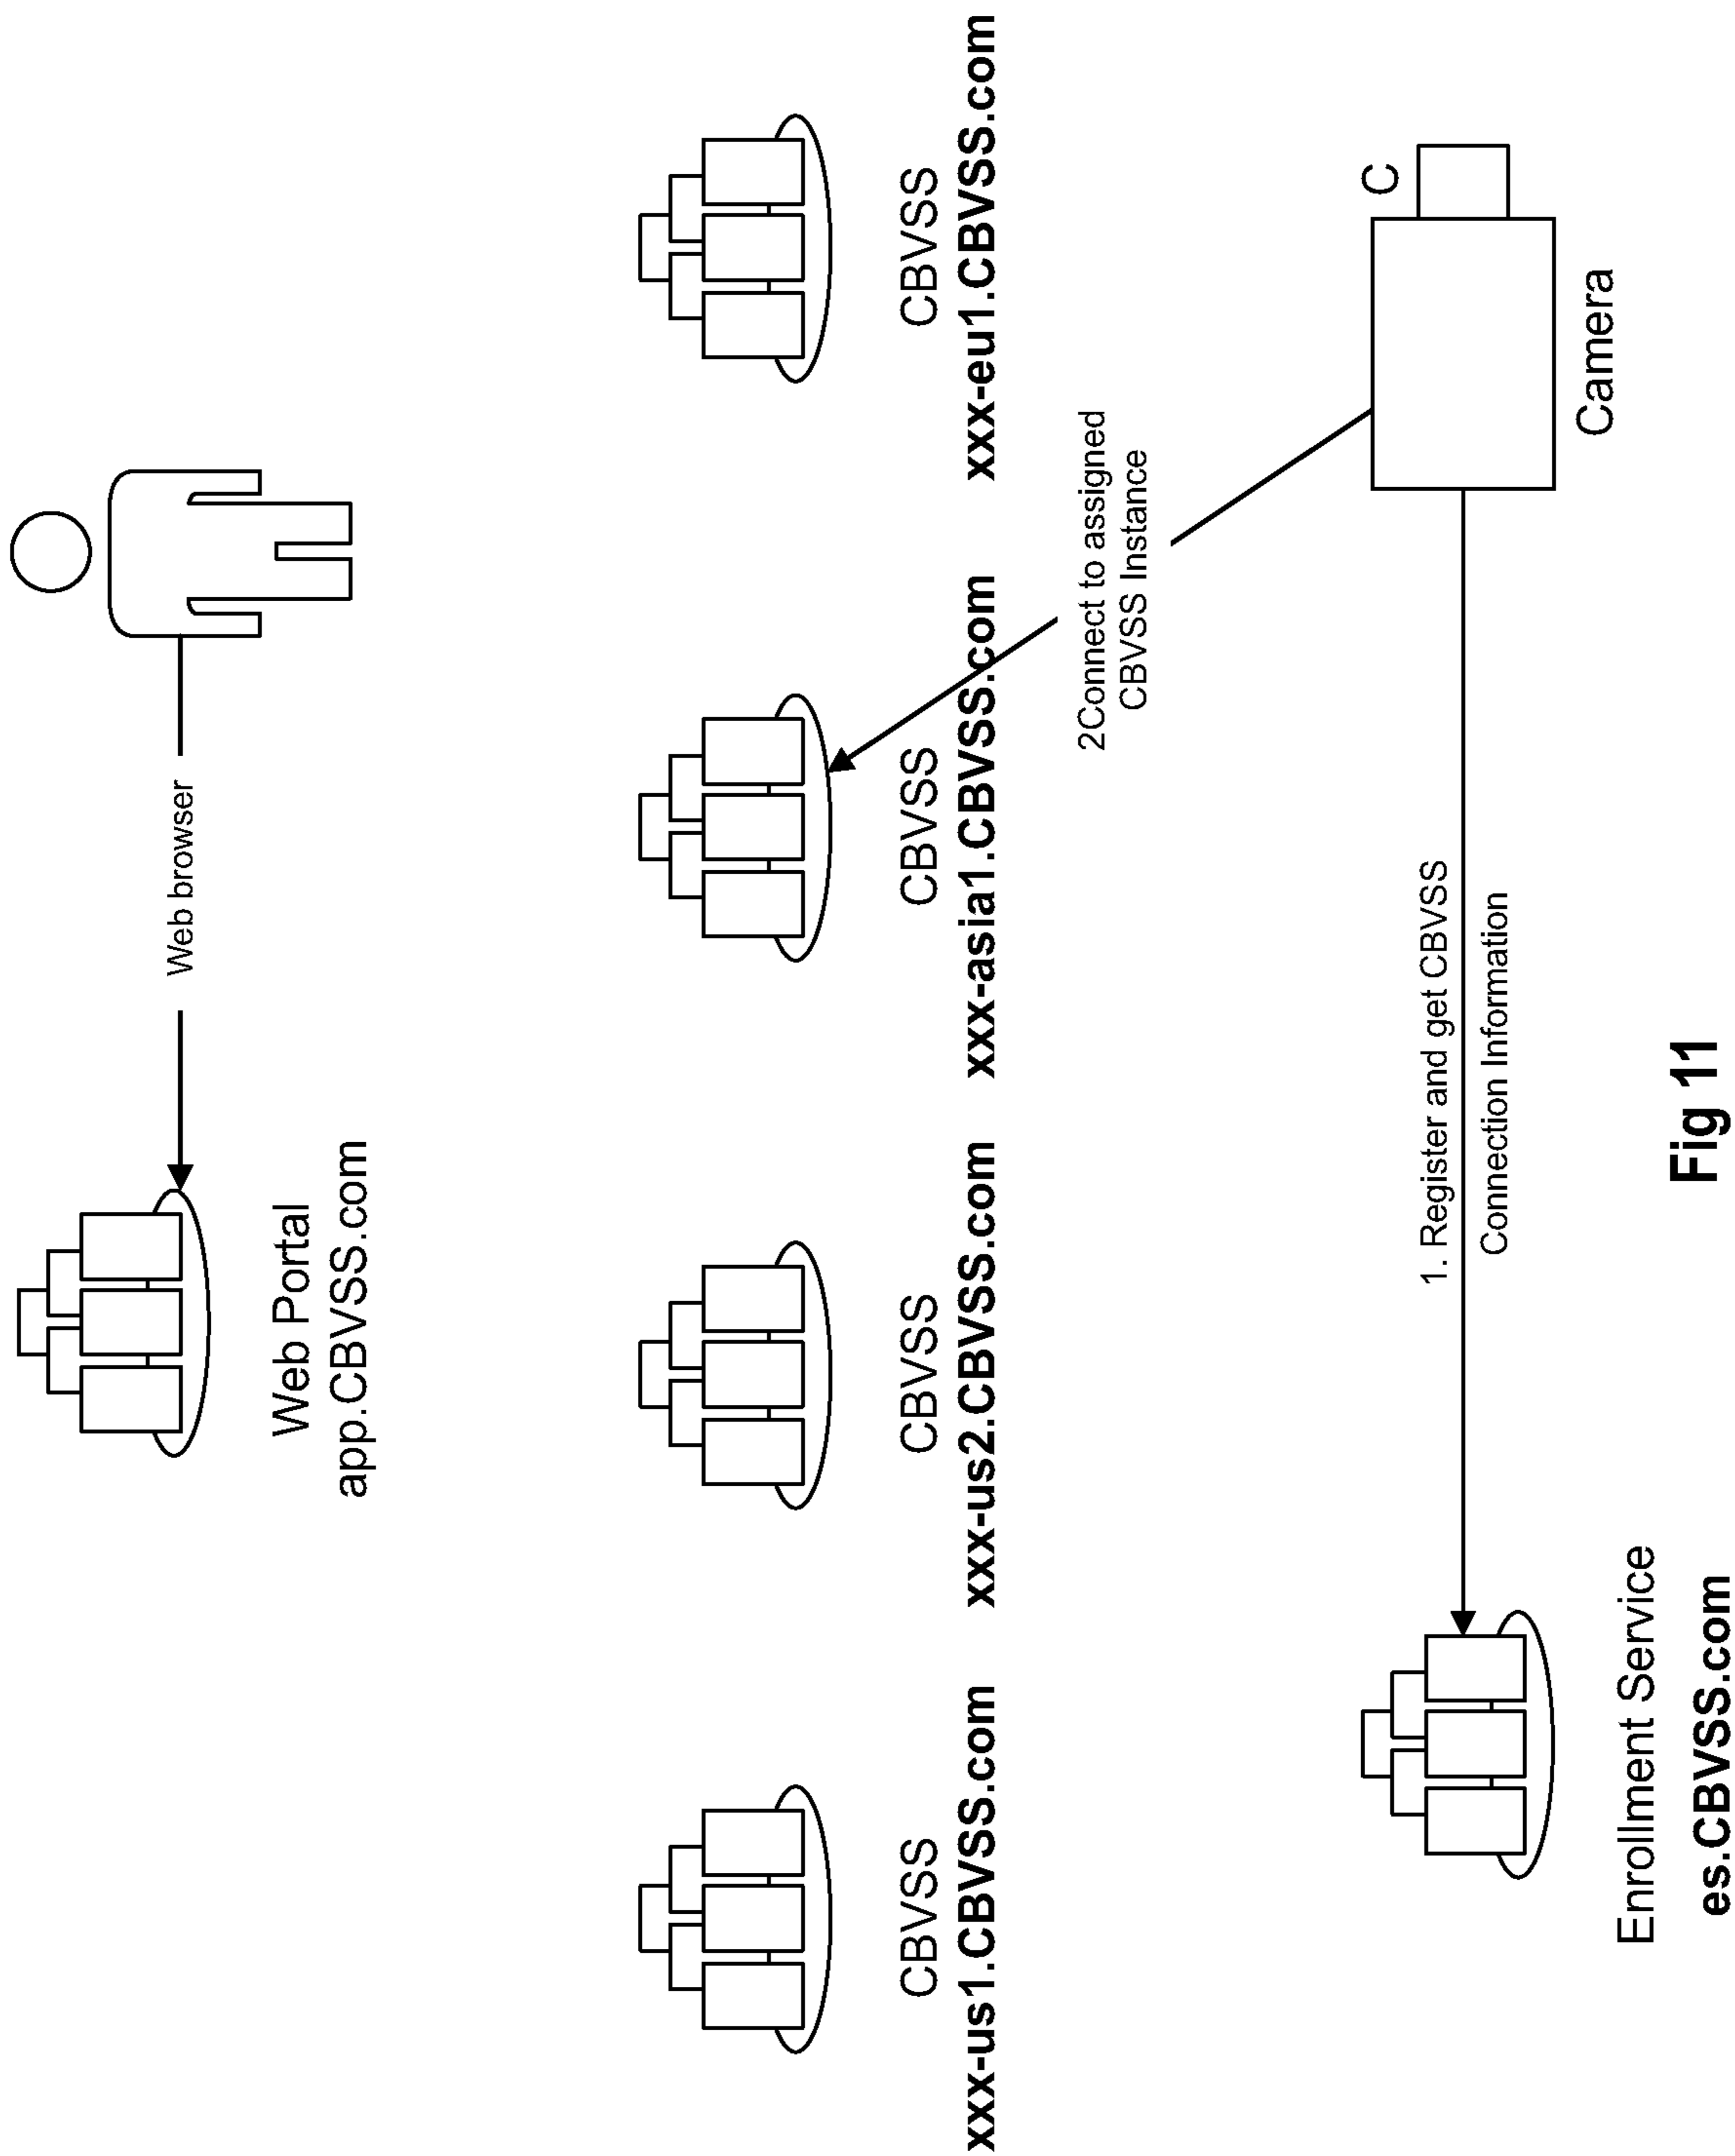 Web browser
Web Portal
app.CBVSS.com
CBVSS
xxx-us1.CBVSS.com
CBVSS
xxx-us2.CBVSS.com
CBVSS
xxx-asia1.CBVSS.com
CBVSS
xxx-eu1.CBVSS.com
2Connect to assigned
CBVSS Instance
C
Camera
1. Register and get CBVSS
Connection Information
Enrollment Service
es.CBVSS.com
Fig 11